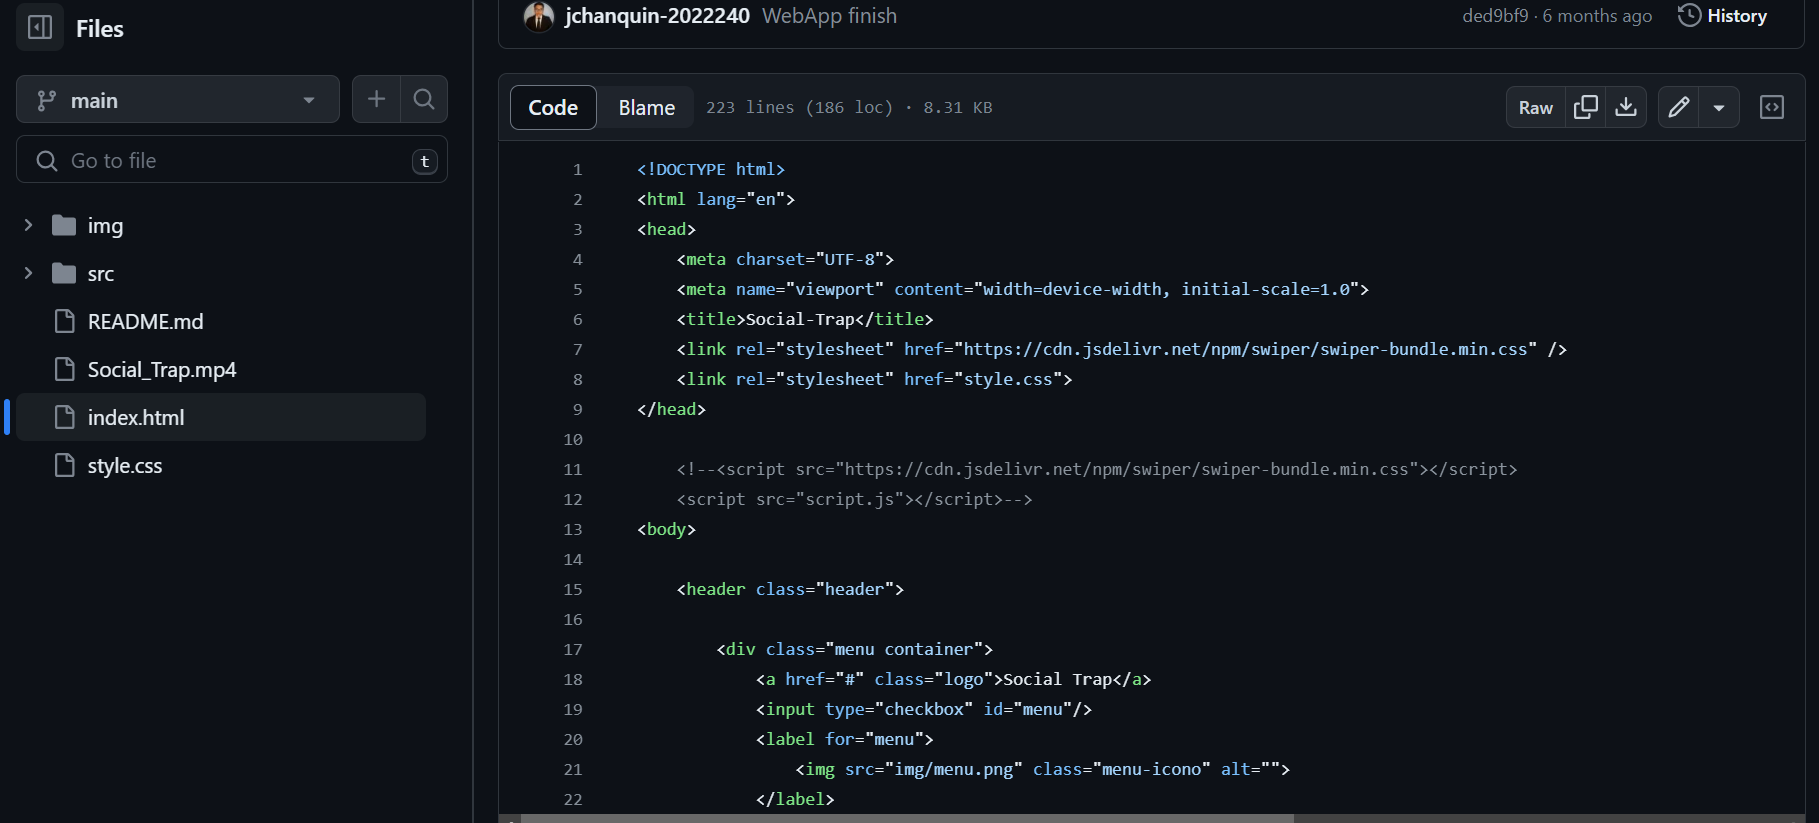 Files
main
Go to file
t
img
src
README.md
Social_Trap.mp4
index.html
style.css
jchanquin-2022240 WebApp finish
ded9bf9 · 6 months ago
History
Code
Blame
223 lines (186 loc) · 8.31 KB
Raw
1 <!DOCTYPE html>
2 <html lang="en">
3 <head>
4     <meta charset="UTF-8">
5     <meta name="viewport" content="width=device-width, initial-scale=1.0">
6     <title>Social-Trap</title>
7     <link rel="stylesheet" href="https://cdn.jsdelivr.net/npm/swiper/swiper-bundle.min.css" />
8     <link rel="stylesheet" href="style.css">
9 </head>
10
11     <!--<script src="https://cdn.jsdelivr.net/npm/swiper/swiper-bundle.min.css"></script>
12     <script src="script.js"></script>-->
13 <body>
14
15     <header class="header">
16
17         <div class="menu container">
18             <a href="#" class="logo">Social Trap</a>
19             <input type="checkbox" id="menu"/>
20             <label for="menu">
21                 <img src="img/menu.png" class="menu-icono" alt="">
22             </label>